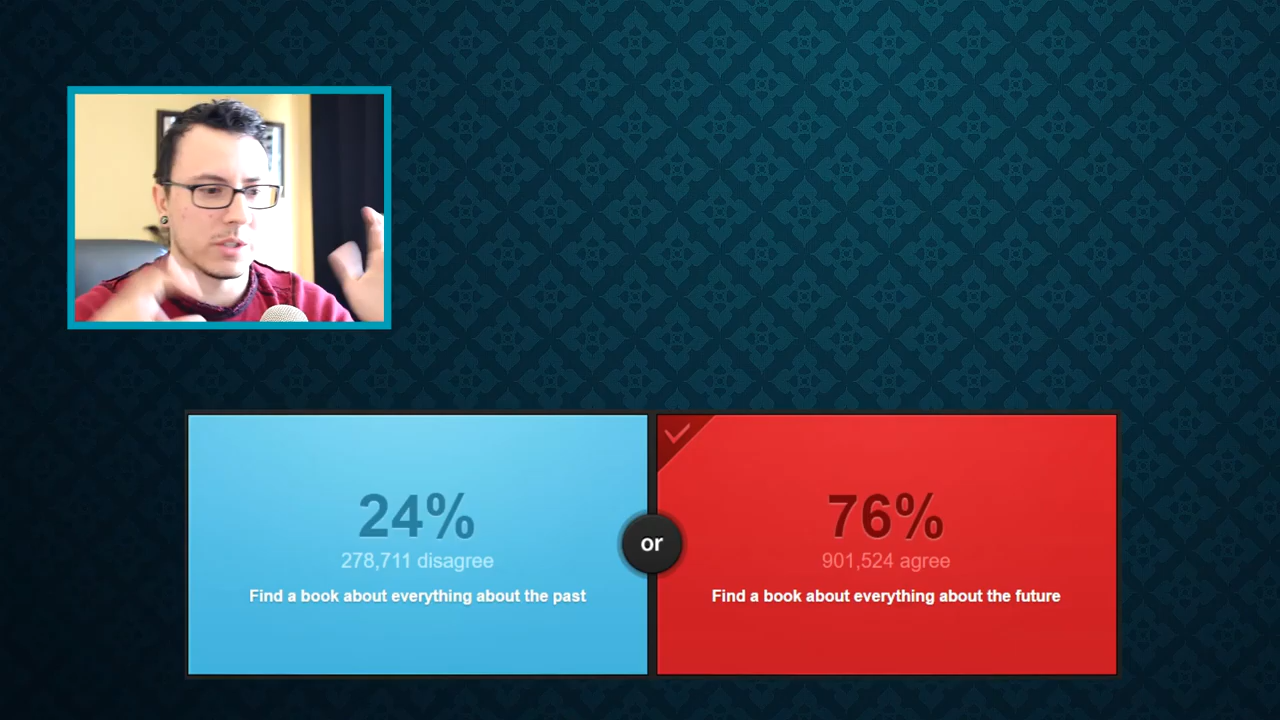 24%
278,711 disagree
Find a book about everything about the past
or
76%
901,524 agree
Find a book about everything about the future